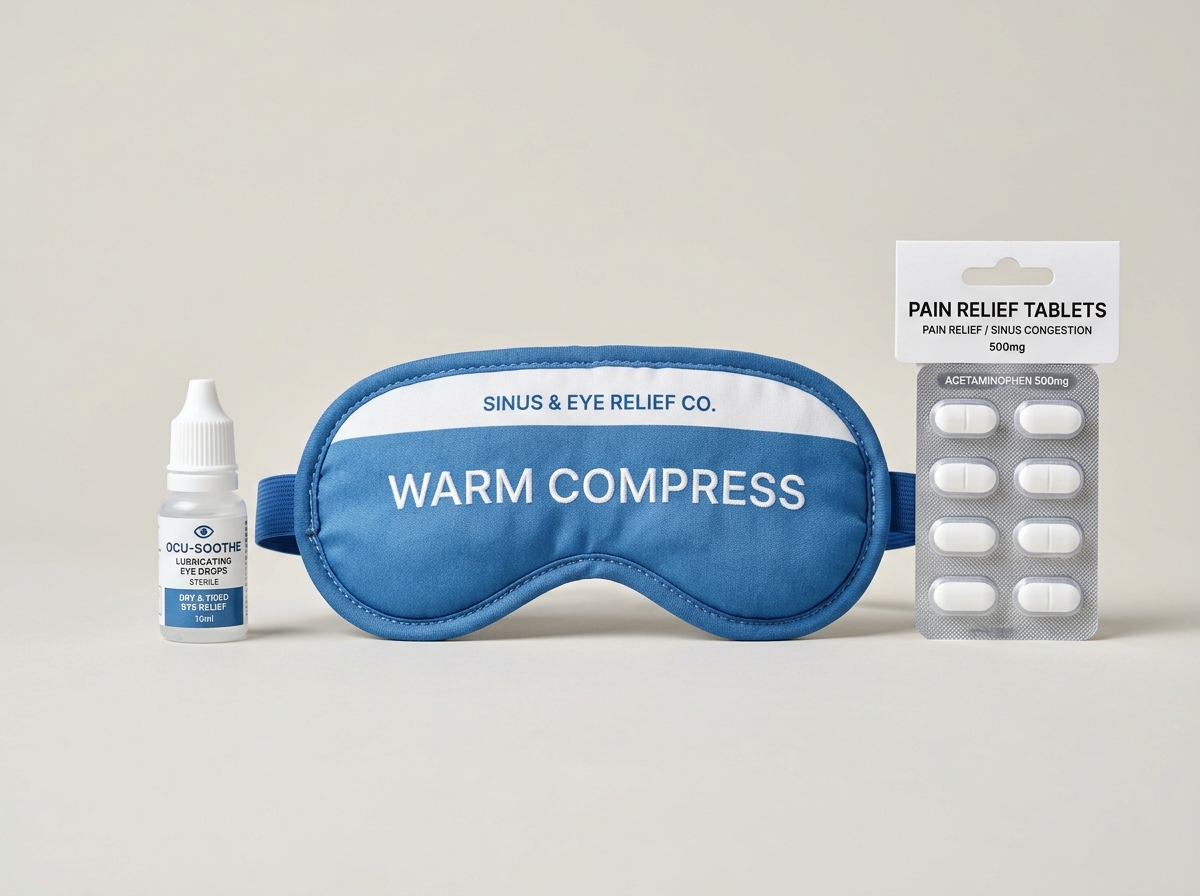 OCU-SOOTHE
LUBRICATING
EYE DROPS
STERILE
DRY & TIOED
SYS RELIEF
10ml
SINUS & EYE RELIEF CO.
WARM COMPRESS
PAIN RELIEF TABLETS
PAIN RELIEF / SINUS CONGESTION
500mg
ACETAMINOPHEN 500mg